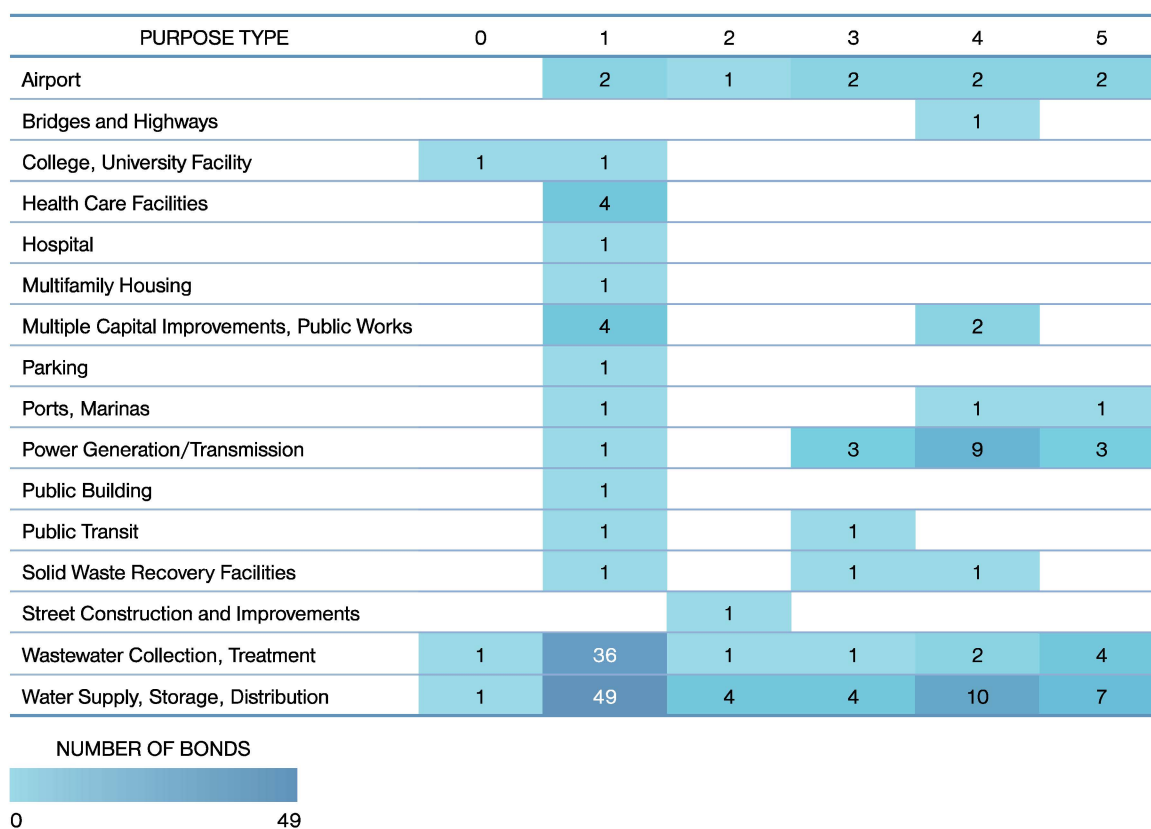 PURPOSE TYPE 0 1 2 3 4 5
Airport 2 1 2 2 2
Bridges and Highways 1
College, University Facility 1 1
Health Care Facilities 4
Hospital 1
Multifamily Housing 1
Multiple Capital Improvements, Public Works 4 2
Parking 1
Ports, Marinas 1 1 1
Power Generation/Transmission 1 3 9 3
Public Building 1
Public Transit 1 1
Solid Waste Recovery Facilities 1 1 1
Street Construction and Improvements 1
Wastewater Collection, Treatment 1 36 1 1 2 4
Water Supply, Storage, Distribution 1 49 4 4 10 7
NUMBER OF BONDS
0 49